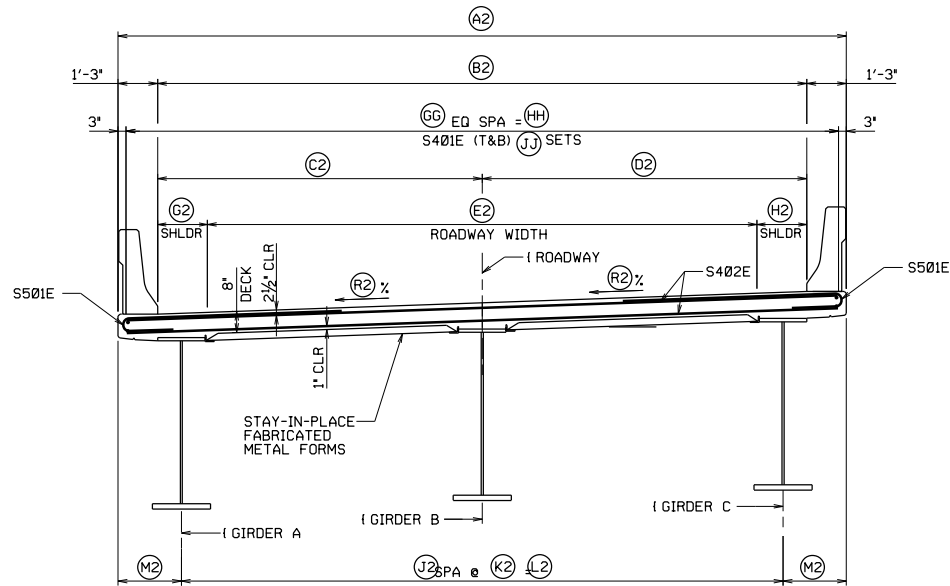 A2
1'-3"
B2
1'-3"
3"
GG EQ SPA = HH
3"
S401E (T&B) JJ SETS
C2
D2
G2
E2
H2
SHLDR
ROADWAY WIDTH
SHLDR
ROADWAY
R2 %
R2 %
S402E
S501E
S501E
8"
DECK
2½" CLR
1" CLR
STAY-IN-PLACE
FABRICATED
METAL FORMS
GIRDER A
GIRDER B
GIRDER C
M2
J2 SPA @ K2 = L2
M2